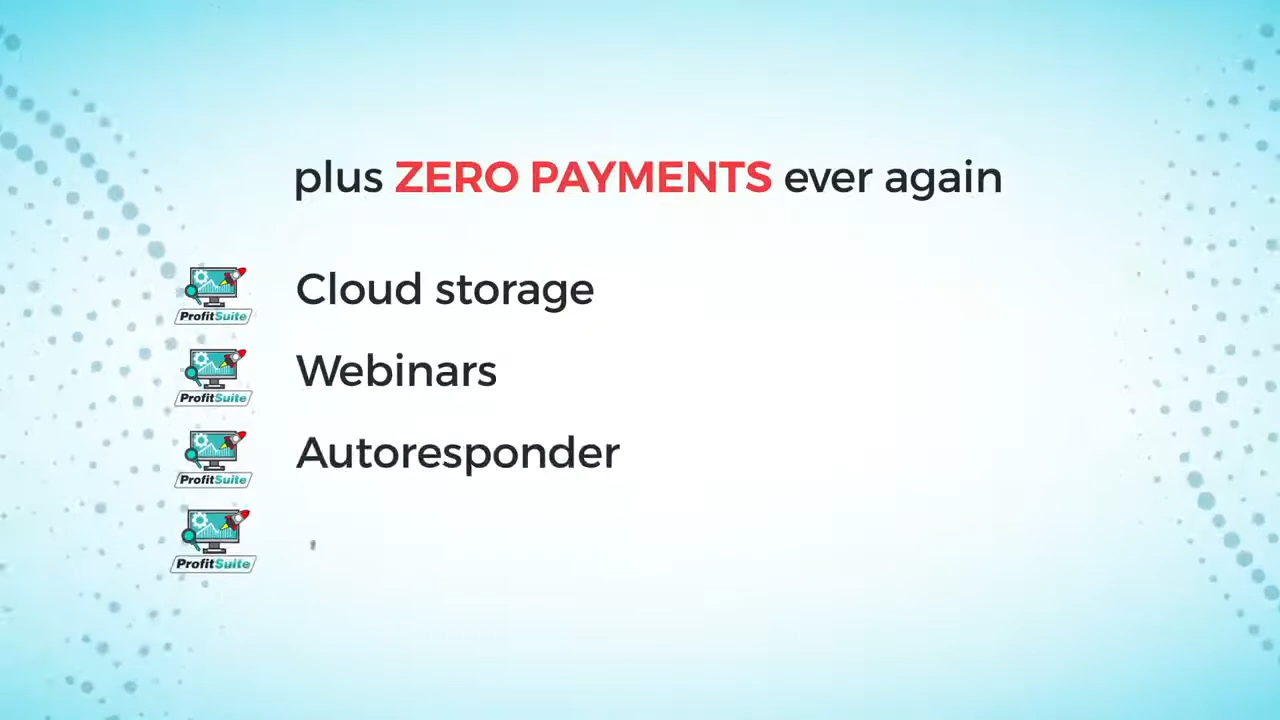 plus ZERO PAYMENTS ever again
Cloud storage
ProfitSuite
Webinars
ProfitSuite
Autoresponder
ProfitSuite
ProfitSuite